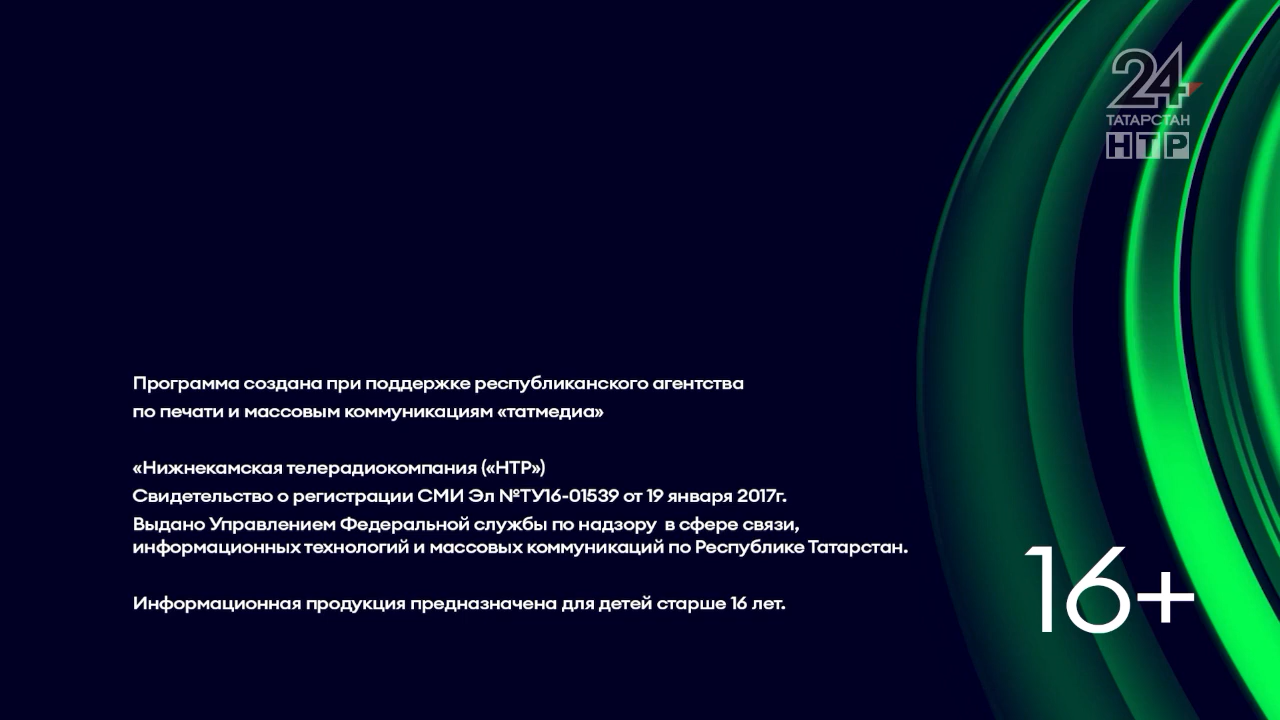 24
ТАТАРСТАН
НТР
Программа создана при поддержке республиканского агентства
по печати и массовым коммуникациям «татмедиа»
«Нижнекамская телерадиокомпания («НТР»)
Свидетельство о регистрации СМИ Эл №ТУ16-01539 от 19 января 2017г.
Выдано Управлением Федеральной службы по надзору  в сфере связи,
информационных технологий и массовых коммуникаций по Республике Татарстан.
16+
Информационная продукция предназначена для детей старше 16 лет.